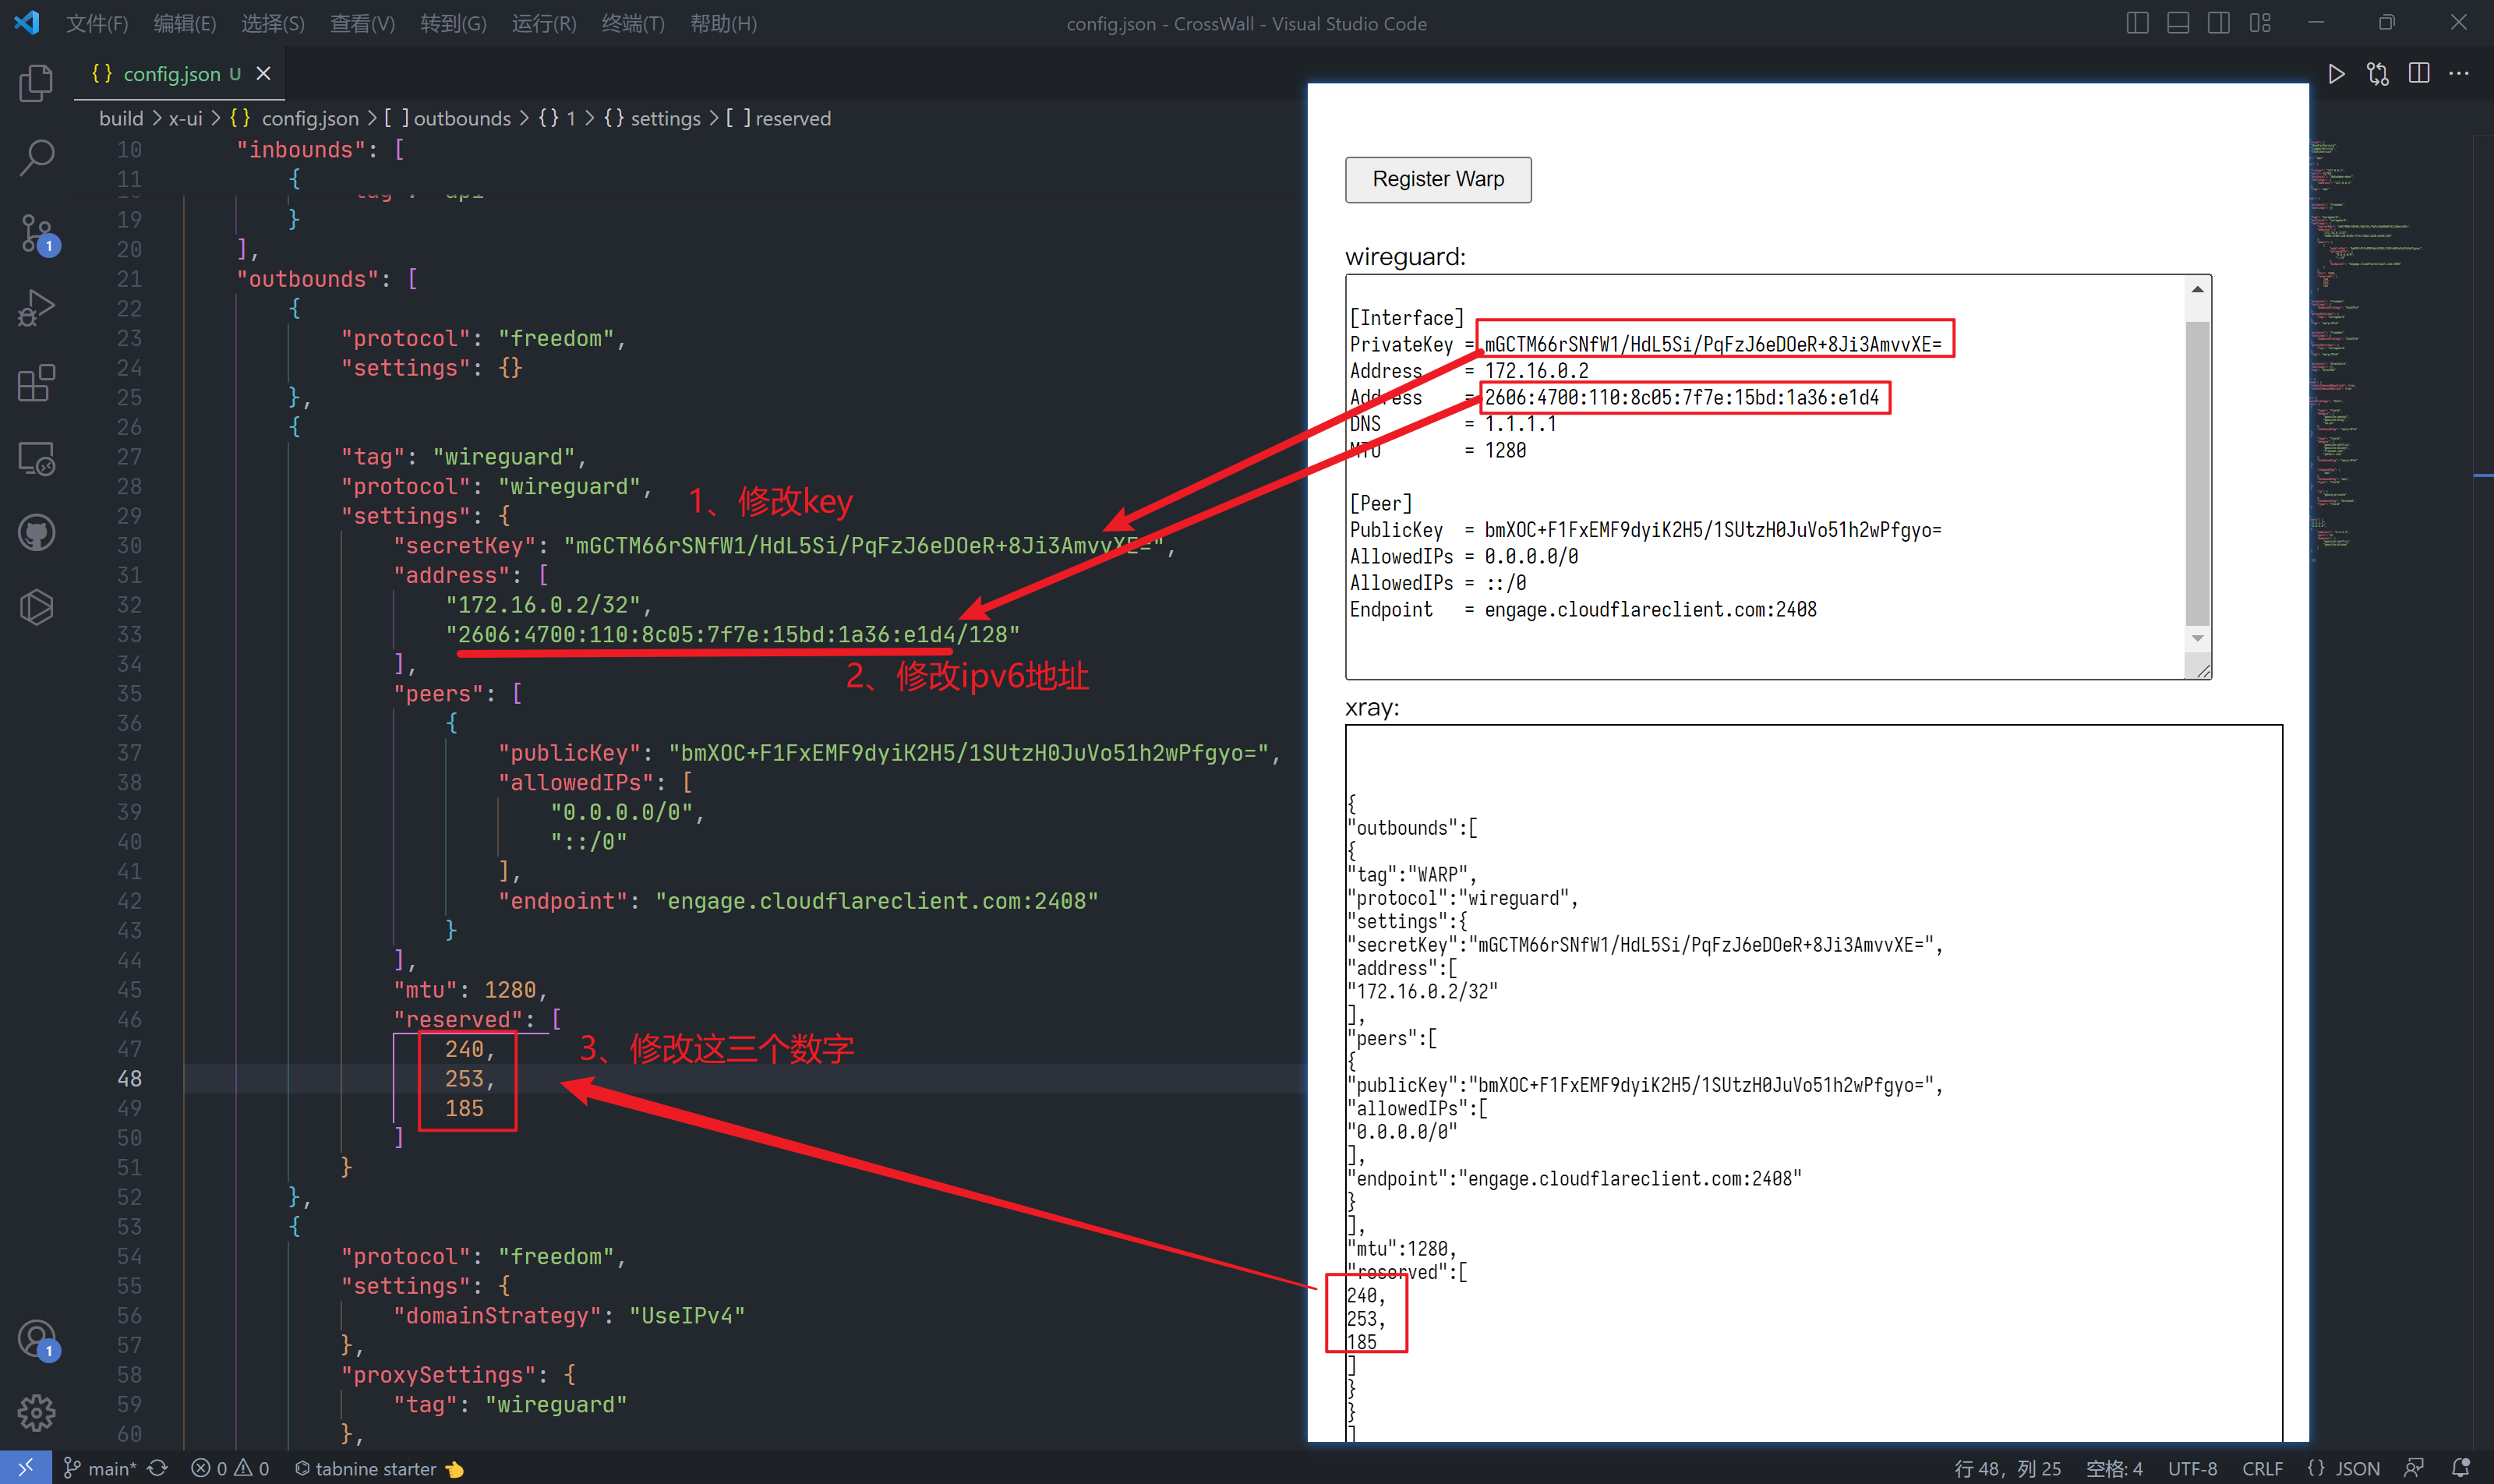 文件(F) 编辑(E) 选择(S) 查看(V) 转到(G) 运行(R) 终端(T) 帮助(H)
config.json - CrossWall - Visual Studio Code
{} config.json U
build > x-ui > {} config.json > [ ] outbounds > {} 1 > {} settings > [ ] reserved
10 "inbounds": [
11 {
19 }
20 ],
21 "outbounds": [
22 {
23 "protocol": "freedom",
24 "settings": {}
25 },
26 {
27 "tag": "wireguard",
28 "protocol": "wireguard",
29 "settings": {
30 "secretKey": "mGCTM66rSNfW1/HdL5Si/PqFzJ6eDOeR+8Ji3AmvvXE=",
31 "address": [
32 "172.16.0.2/32",
33 "2606:4700:110:8c05:7f7e:15bd:1a36:e1d4/128"
34 ],
35 "peers": [
36 {
37 "publicKey": "bmXOC+F1FxEMF9dyiK2H5/1SUtzH0JuVo51h2wPfgyo=",
38 "allowedIPs": [
39 "0.0.0.0/0",
40 "::/0"
41 ],
42 "endpoint": "engage.cloudflareclient.com:2408"
43 }
44 ],
45 "mtu": 1280,
46 "reserved": [
47 240,
48 253,
49 185
50 ]
51 }
52 },
53 {
54 "protocol": "freedom",
55 "settings": {
56 "domainStrategy": "UseIPv4"
57 },
58 "proxySettings": {
59 "tag": "wireguard"
60 },
1、修改key
2、修改ipv6地址
3、修改这三个数字
Register Warp
wireguard:
[Interface]
PrivateKey = mGCTM66rSNfW1/HdL5Si/PqFzJ6eDOeR+8Ji3AmvvXE=
Address = 172.16.0.2
Address = 2606:4700:110:8c05:7f7e:15bd:1a36:e1d4
DNS = 1.1.1.1
MTU = 1280
[Peer]
PublicKey = bmXOC+F1FxEMF9dyiK2H5/1SUtzH0JuVo51h2wPfgyo=
AllowedIPs = 0.0.0.0/0
AllowedIPs = ::/0
Endpoint = engage.cloudflareclient.com:2408
xray:
{
"outbounds":[
{
"tag":"WARP",
"protocol":"wireguard",
"settings":{
"secretKey":"mGCTM66rSNfW1/HdL5Si/PqFzJ6eDOeR+8Ji3AmvvXE=",
"address":[
"172.16.0.2/32"
],
"peers":[
{
"publicKey":"bmXOC+F1FxEMF9dyiK2H5/1SUtzH0JuVo51h2wPfgyo=",
"allowedIPs":[
"0.0.0.0/0"
],
"endpoint":"engage.cloudflareclient.com:2408"
}
],
"mtu":1280,
"reserved":[
240,
253,
185
]
}
}
]
1
1
main* 0 0 tabnine starter 行 48，列 25 空格: 4 UTF-8 CRLF {} JSON